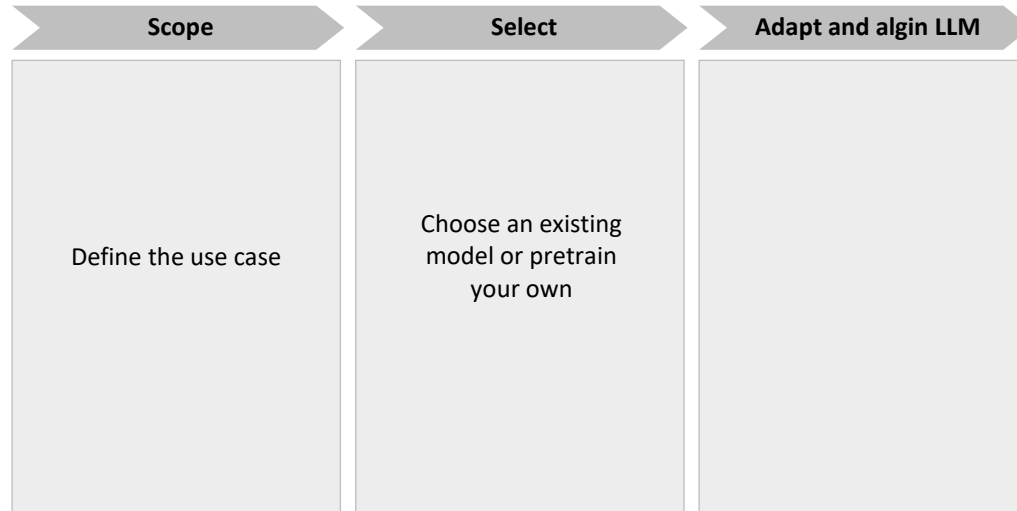 Scope
Select
Adapt and algin LLM
Define the use case
Choose an existing
model or pretrain
your own